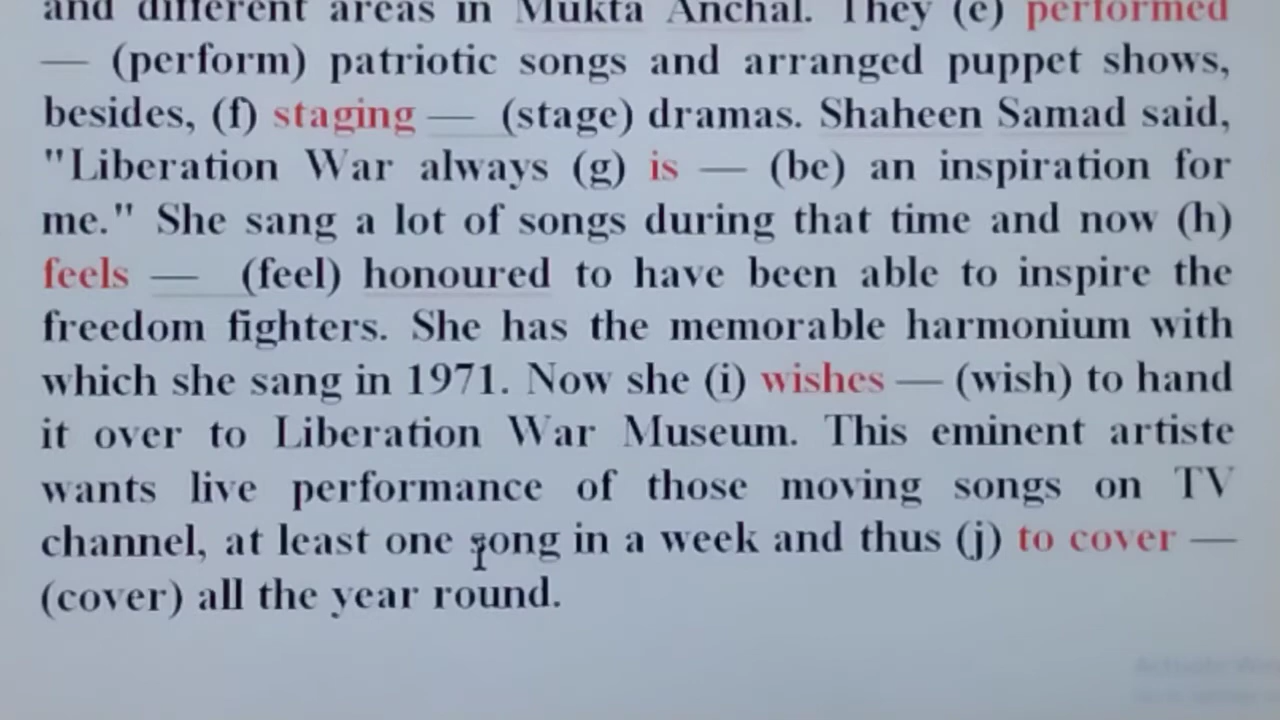 and different areas in Mukta Anchal. They (e) performed
— (perform) patriotic songs and arranged puppet shows,
besides, (f) staging — (stage) dramas. Shaheen Samad said,
"Liberation War always (g) is — (be) an inspiration for
me." She sang a lot of songs during that time and now (h)
feels — (feel) honoured to have been able to inspire the
freedom fighters. She has the memorable harmonium with
which she sang in 1971. Now she (i) wishes — (wish) to hand
it over to Liberation War Museum. This eminent artiste
wants live performance of those moving songs on TV
channel, at least one song in a week and thus (j) to cover —
(cover) all the year round.